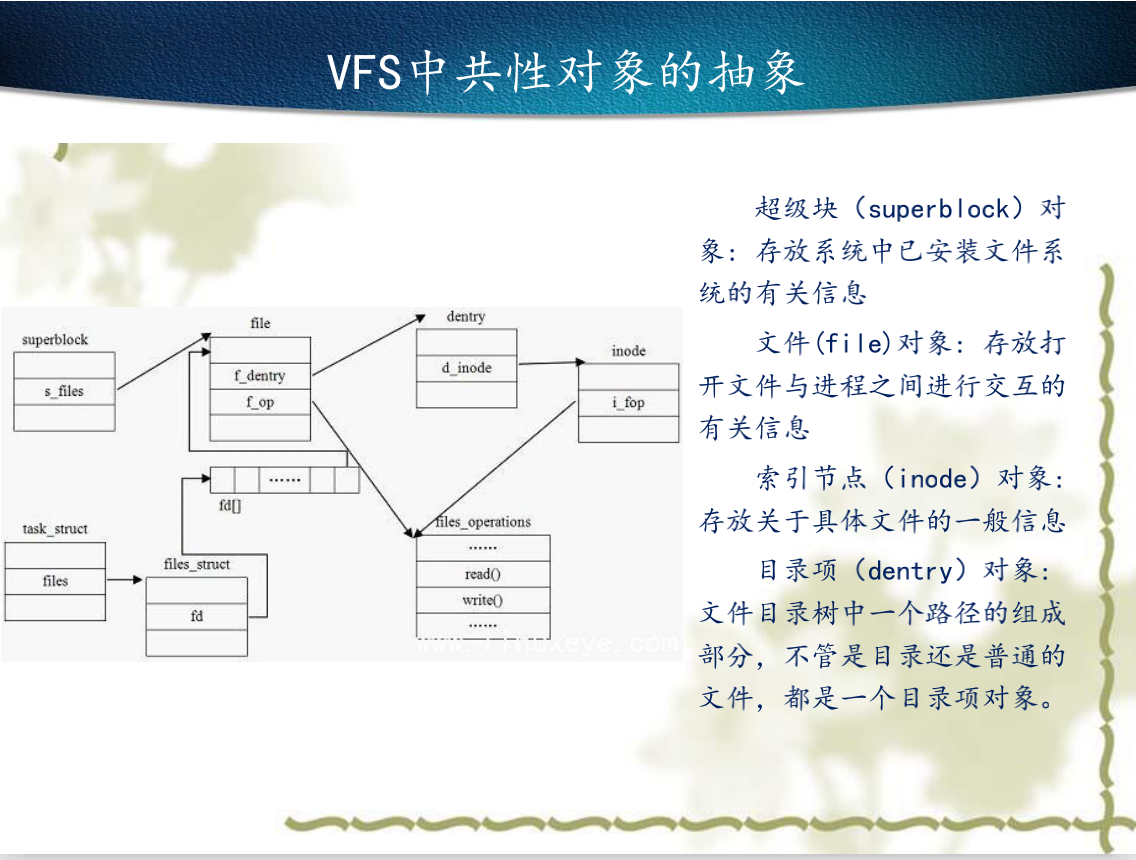 VFS中共性对象的抽象
superblock
s_files
file
f_dentry
f_op
dentry
d_inode
inode
i_fop
······
fd[]
task_struct
files
files_struct
fd
files_operations
······
read()
write()
······
www.linuxeye.com
超级块（superblock）对
象：存放系统中已安装文件系
统的有关信息
文件(file)对象：存放打
开文件与进程之间进行交互的
有关信息
索引节点（inode）对象：
存放关于具体文件的一般信息
目录项（dentry）对象：
文件目录树中一个路径的组成
部分，不管是目录还是普通的
文件，都是一个目录项对象。